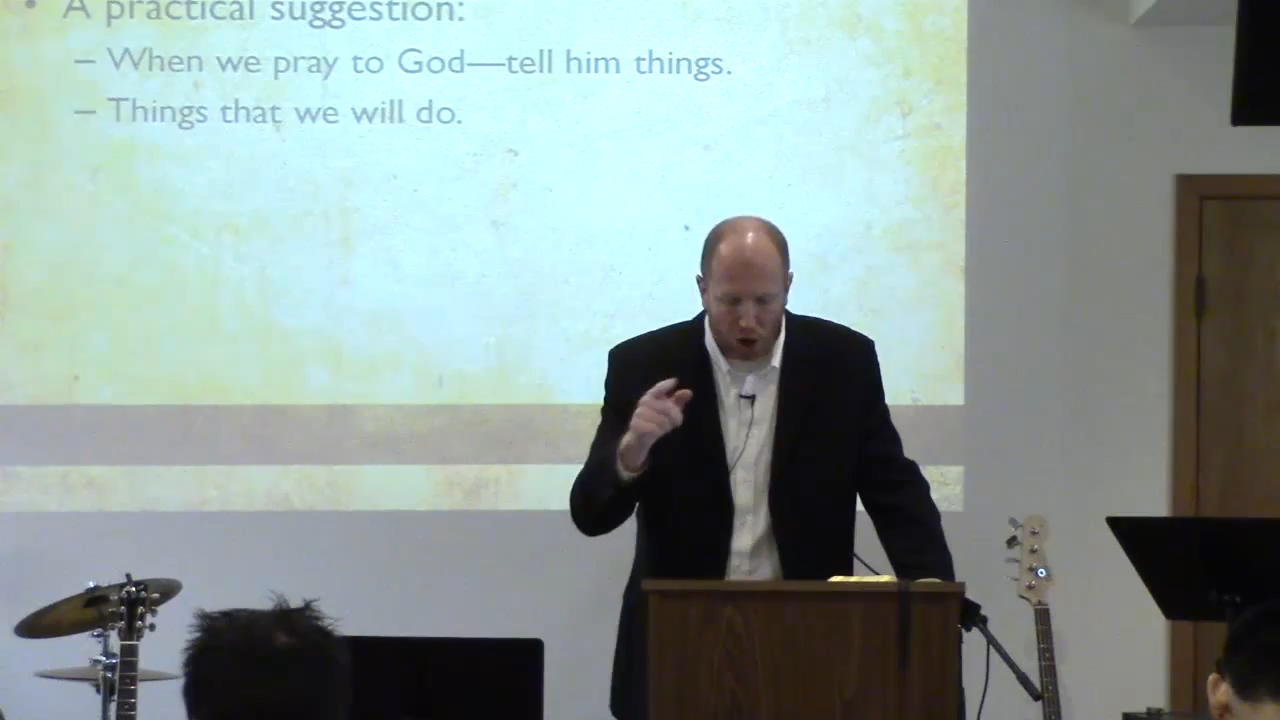 • A practical suggestion:
– When we pray to God—tell him things.
– Things that we will do.